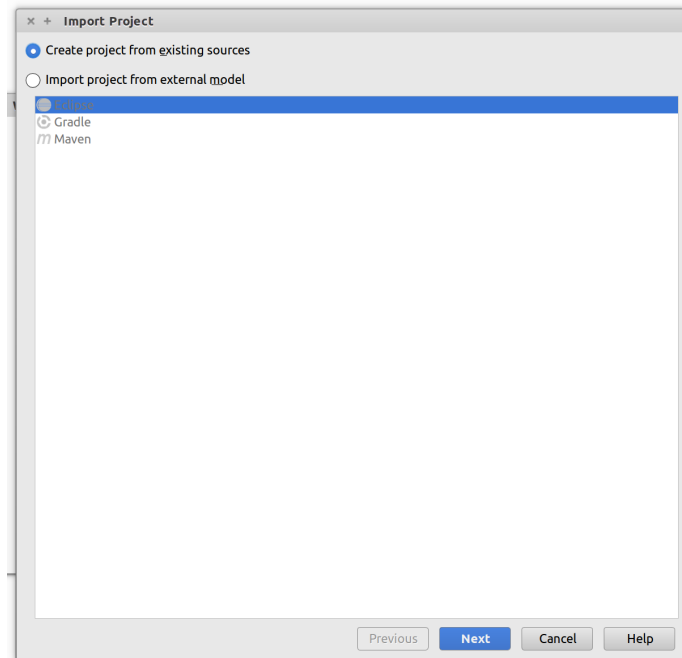 Import Project
Create project from existing sources
Import project from external model
Eclipse
Gradle
Maven
Previous Next Cancel Help